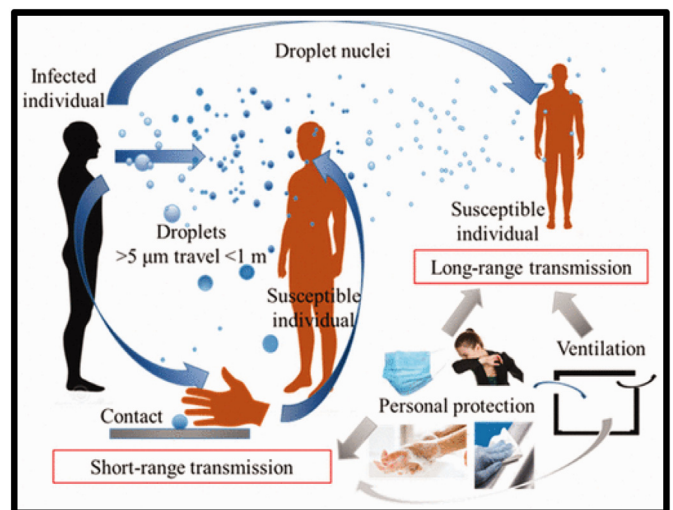 Droplet nuclei
Infected
individual
Droplets
>5 μm travel <1 m
Susceptible
individual
Susceptible
individual
Long-range transmission
Ventilation
Personal protection
Contact
Short-range transmission